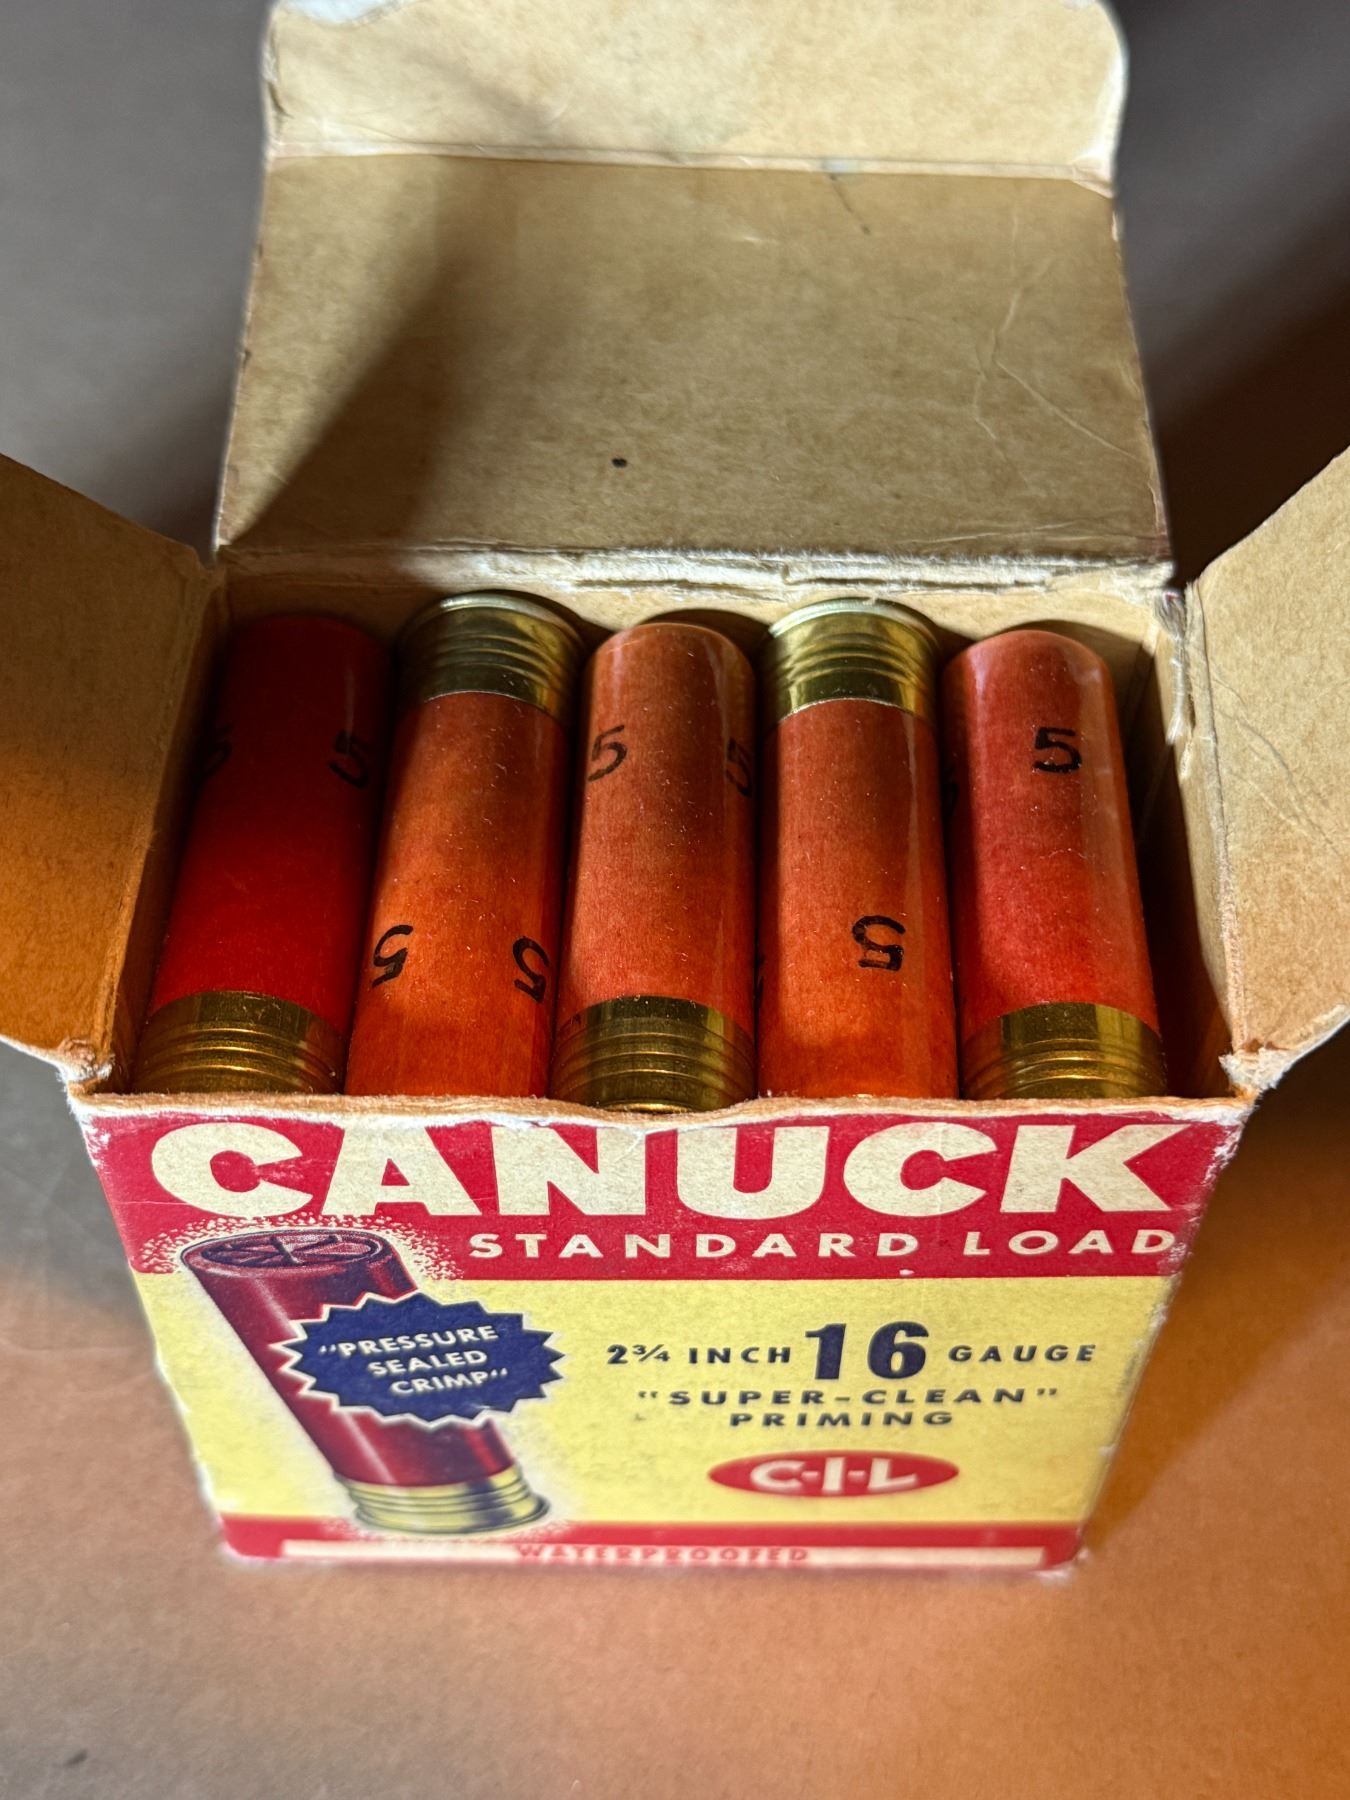 5 5 5 5 5
5 5 5
CANUCK
STANDARD LOAD
"PRESSURE
SEALED
CRIMP"
2¾ INCH 16 GAUGE
"SUPER-CLEAN"
PRIMING
C-I-L
WATERPROOFED